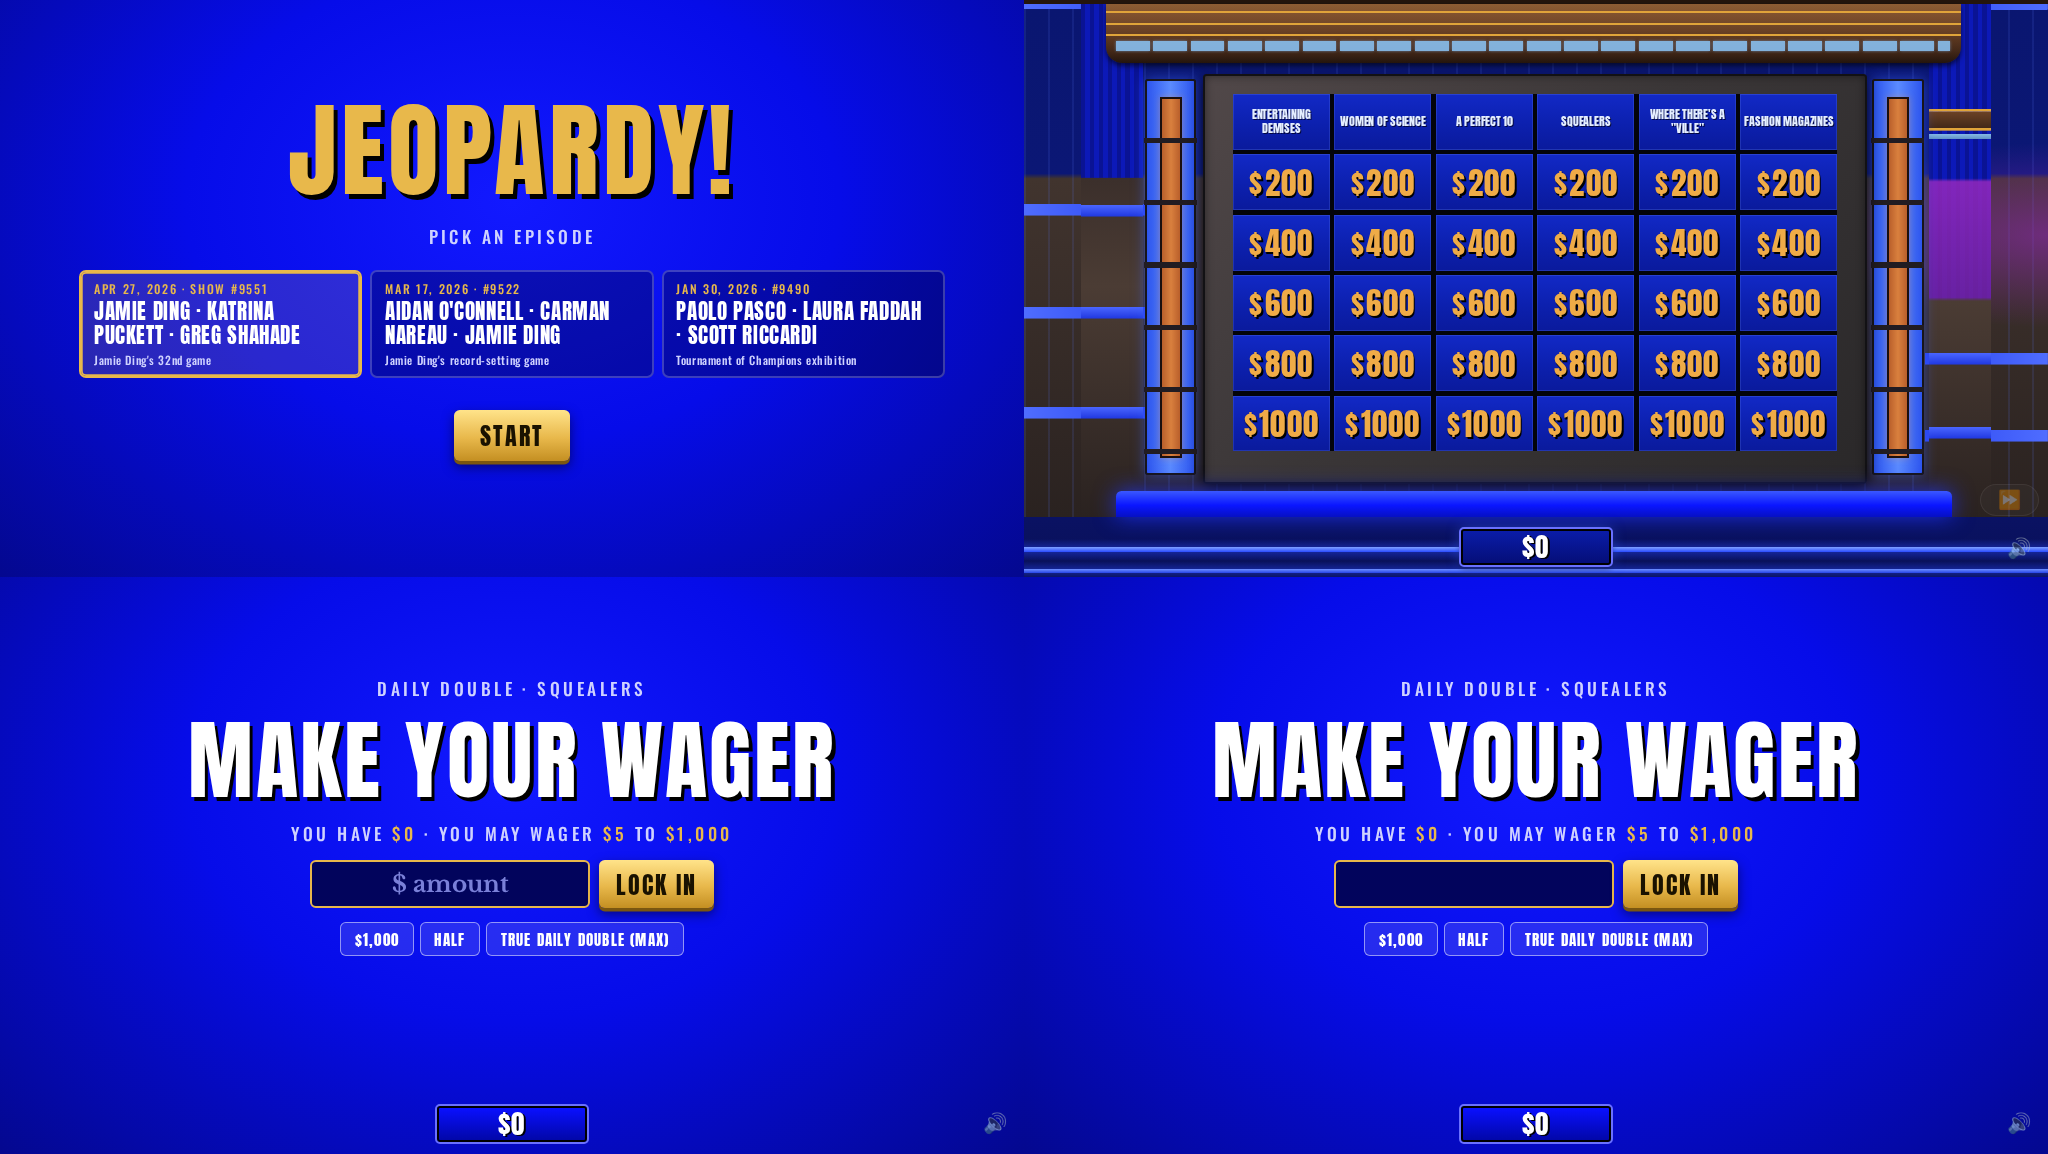 JEOPARDY!
PICK AN EPISODE
APR 27, 2026 · SHOW #9551
JAMIE DING · KATRINA
PUCKETT · GREG SHAHADE
Jamie Ding's 32nd game
MAR 17, 2026 · #9522
AIDAN O'CONNELL · CARMAN
NAREAU · JAMIE DING
Jamie Ding's record-setting game
JAN 30, 2026 · #9490
PAOLO PASCO · LAURA FADDAH
· SCOTT RICCARDI
Tournament of Champions exhibition
START
ENTERTAINING
DEMISES
WOMEN OF SCIENCE
A PERFECT 10
SQUEALERS
WHERE THERE'S A
"VILLE"
FASHION MAGAZINES
$200 $200 $200 $200 $200 $200
$400 $400 $400 $400 $400 $400
$600 $600 $600 $600 $600 $600
$800 $800 $800 $800 $800 $800
$1000 $1000 $1000 $1000 $1000 $1000
$0
DAILY DOUBLE · SQUEALERS
MAKE YOUR WAGER
YOU HAVE $0 · YOU MAY WAGER $5 TO $1,000
$ amount
LOCK IN
$1,000
HALF
TRUE DAILY DOUBLE (MAX)
$0
DAILY DOUBLE · SQUEALERS
MAKE YOUR WAGER
YOU HAVE $0 · YOU MAY WAGER $5 TO $1,000
LOCK IN
$1,000
HALF
TRUE DAILY DOUBLE (MAX)
$0